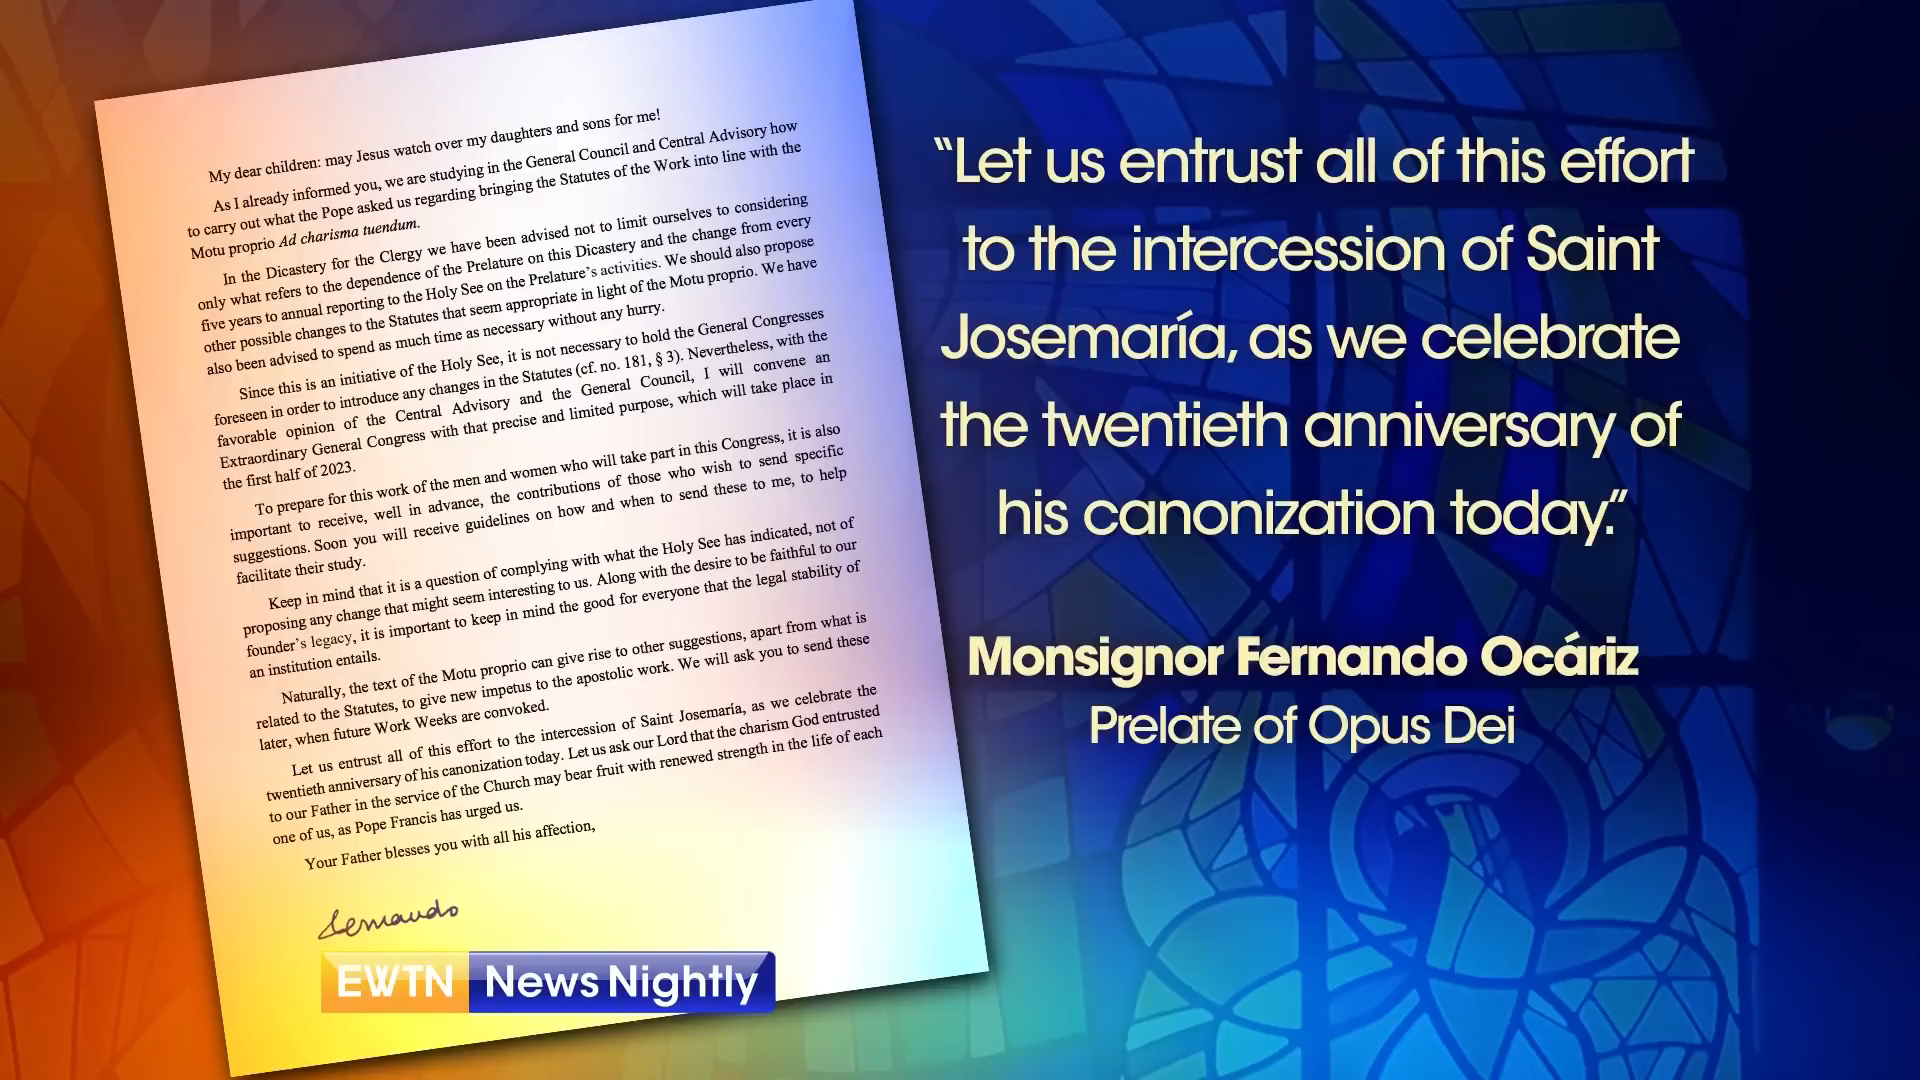 My dear children: may Jesus watch over my daughters and sons for me!
As I already informed you, we are studying in the General Council and Central Advisory how
to carry out what the Pope asked us regarding bringing the Statutes of the Work into line with the
Motu proprio Ad charisma tuendum.
In the Dicastery for the Clergy we have been advised not to limit ourselves to considering
only what refers to the dependence of the Prelature on this Dicastery and the change from every
five years to annual reporting to the Holy See on the Prelature's activities. We should also propose
other possible changes to the Statutes that seem appropriate in light of the Motu proprio. We have
also been advised to spend as much time as necessary without any hurry.
Since this is an initiative of the Holy See, it is not necessary to hold the General Congresses
foreseen in order to introduce any changes in the Statutes (cf. no. 181, § 3). Nevertheless, with the
favorable opinion of the Central Advisory and the General Council, I will convene an
Extraordinary General Congress with that precise and limited purpose, which will take place in
the first half of 2023.
To prepare for this work of the men and women who will take part in this Congress, it is also
important to receive, well in advance, the contributions of those who wish to send specific
suggestions. Soon you will receive guidelines on how and when to send these to me, to help
facilitate their study.
Keep in mind that it is a question of complying with what the Holy See has indicated, not of
proposing any change that might seem interesting to us. Along with the desire to be faithful to our
founder's legacy, it is important to keep in mind the good for everyone that the legal stability of
an institution entails.
Naturally, the text of the Motu proprio can give rise to other suggestions, apart from what is
related to the Statutes, to give new impetus to the apostolic work. We will ask you to send these
later, when future Work Weeks are convoked.
Let us entrust all of this effort to the intercession of Saint Josemaría, as we celebrate the
twentieth anniversary of his canonization today. Let us ask our Lord that the charism God entrusted
to our Father in the service of the Church may bear fruit with renewed strength in the life of each
one of us, as Pope Francis has urged us.
Your Father blesses you with all his affection,
Fernando
EWTN News Nightly
“Let us entrust all of this effort
to the intercession of Saint
Josemaría, as we celebrate
the twentieth anniversary of
his canonization today.”
Monsignor Fernando Ocáriz
Prelate of Opus Dei